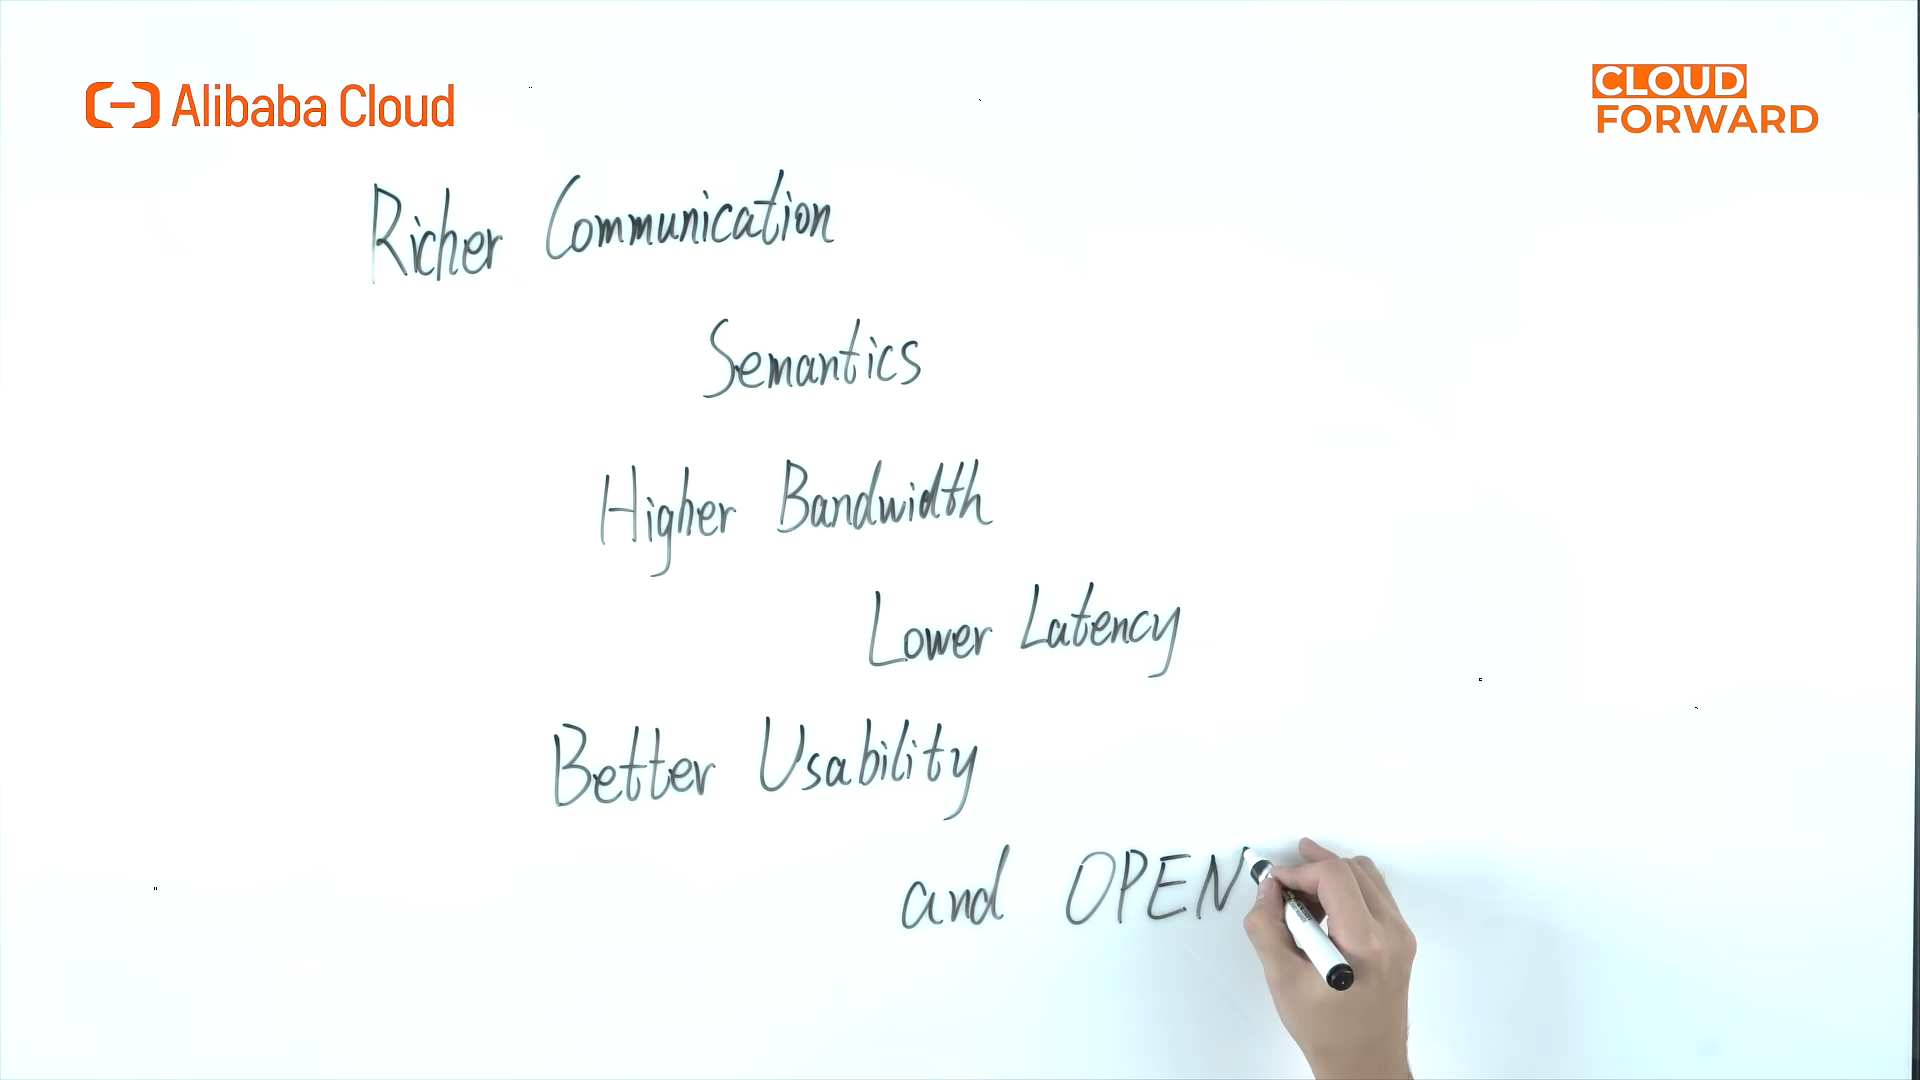 Alibaba Cloud
CLOUD
FORWARD
Richer Communication
Semantics
Higher Bandwidth
Lower Latency
Better Usability
and OPEN